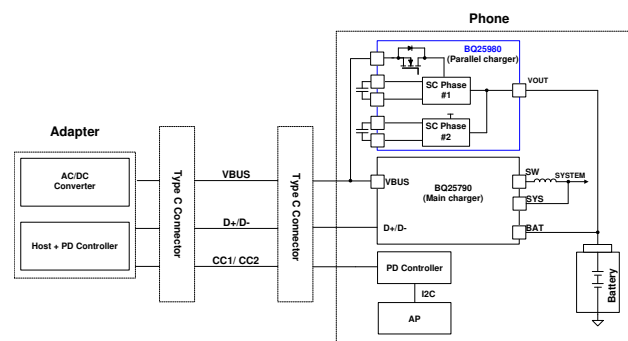 Phone
BQ25980
(Parallel charger)
SC Phase
#1
VOUT
SC Phase
#2
Adapter
AC/DC
Converter
Host + PD Controller
Type C Connector
VBUS
D+/D-
CC1/ CC2
Type C Connector
VBUS
BQ25790
(Main charger)
D+/D-
SW
SYSTEM
SYS
BAT
PD Controller
I2C
AP
Battery